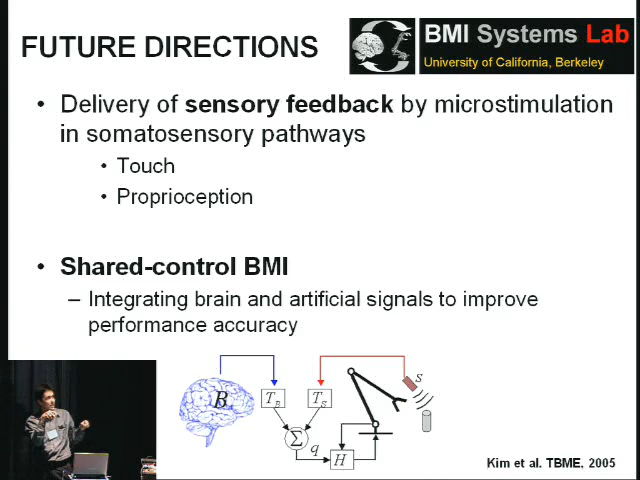 FUTURE DIRECTIONS
BMI Systems Lab
University of California, Berkeley
• Delivery of sensory feedback by microstimulation
in somatosensory pathways
• Touch
• Proprioception
• Shared-control BMI
– Integrating brain and artificial signals to improve
performance accuracy
B
T_B
T_S
S
Σ
q
H
Kim et al. TBME, 2005